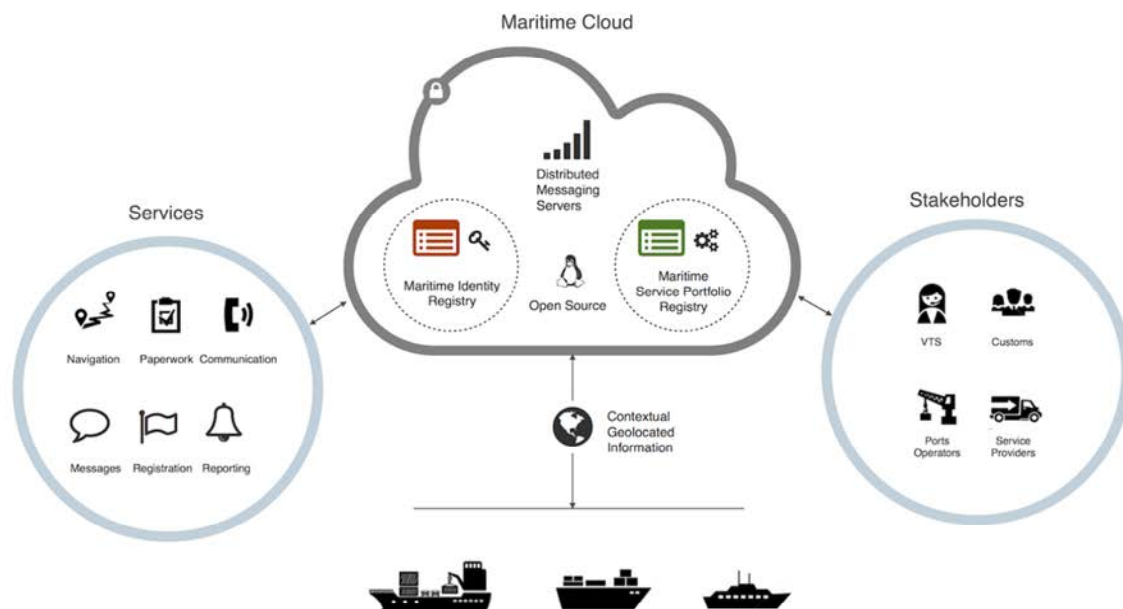 Maritime Cloud
Distributed
Messaging
Servers
Services
Stakeholders
Maritime Identity
Registry
Open Source
Maritime
Service Portfolio
Registry
Navigation
Paperwork
Communication
VTS
Customs
Contextual
Geolocated
Information
Messages
Registration
Reporting
Ports
Operators
Service
Providers